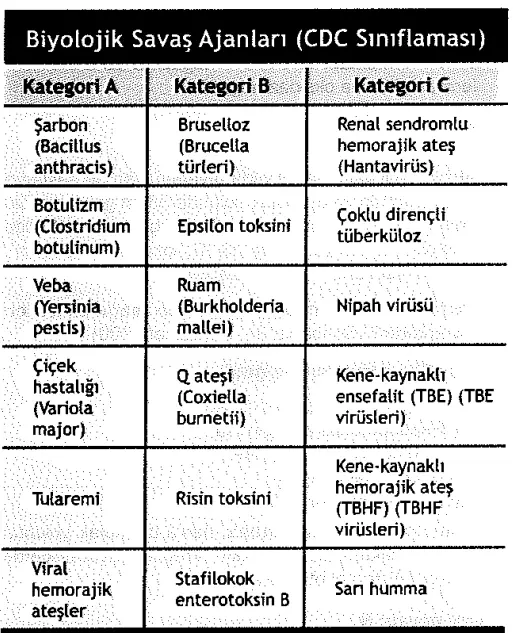 Biyolojik Savaş Ajanları (CDC Sınıflaması)
Kategori A
Kategori B
Kategori C
Şarbon
(Bacillus
anthracis)
Bruselloz
(Brucella
türleri)
Renal sendromlu
hemorajik ateş
(Hantavirüs)
Botulizm
(Clostridium
botulinum)
Epsilon toksini
Çoklu dirençli
tüberküloz
Veba
(Yersinia
pestis)
Ruam
(Burkholderia
mallei)
Nipah virüsü
Çiçek
hastalığı
(Variola
major)
Q ateşi
(Coxiella
burnetii)
Kene-kaynaklı
ensefalit (TBE) (TBE
virüsleri)
Tularemi
Risin toksini
Kene-kaynaklı
hemorajik ateş
(TBHF) (TBHF
virüsleri)
Viral
hemorajik
ateşler
Stafilokok
enterotoksin B
Sarı humma